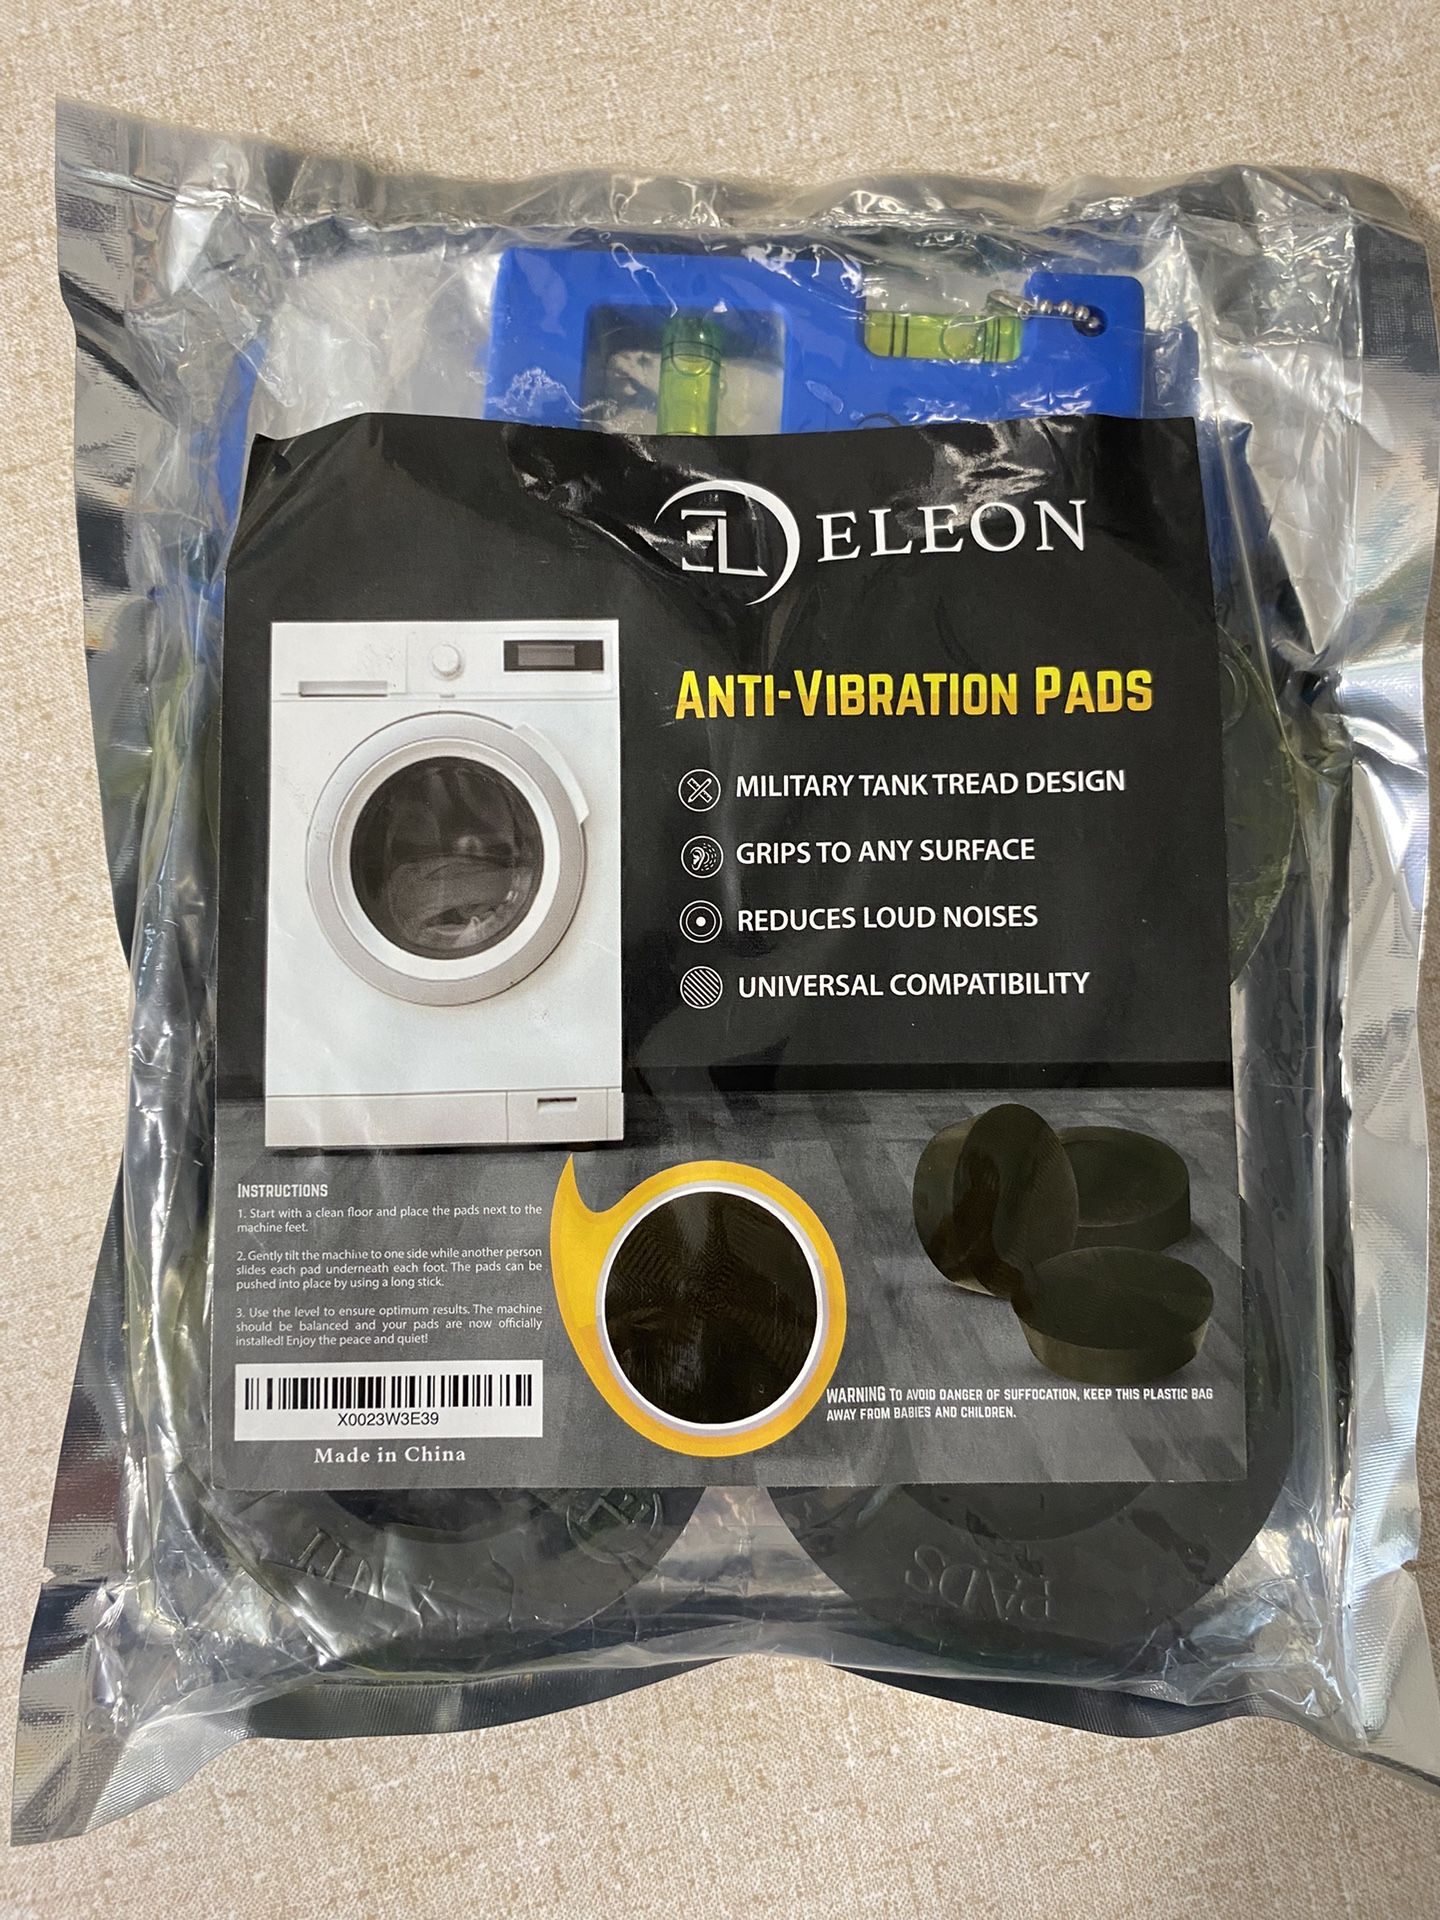 EL ELEON
ANTI-VIBRATION PADS
MILITARY TANK TREAD DESIGN
GRIPS TO ANY SURFACE
REDUCES LOUD NOISES
UNIVERSAL COMPATIBILITY
INSTRUCTIONS
1. Start with a clean floor and place the pads next to the
machine feet.
2. Gently tilt the machine to one side while another person
slides each pad underneath each foot. The pads can be
pushed into place by using a long stick.
3. Use the level to ensure optimum results. The machine
should be balanced and your pads are now officially
installed! Enjoy the peace and quiet!
X0023W3E39
Made in China
WARNING TO AVOID DANGER OF SUFFOCATION, KEEP THIS PLASTIC BAG
AWAY FROM BABIES AND CHILDREN.
PADS